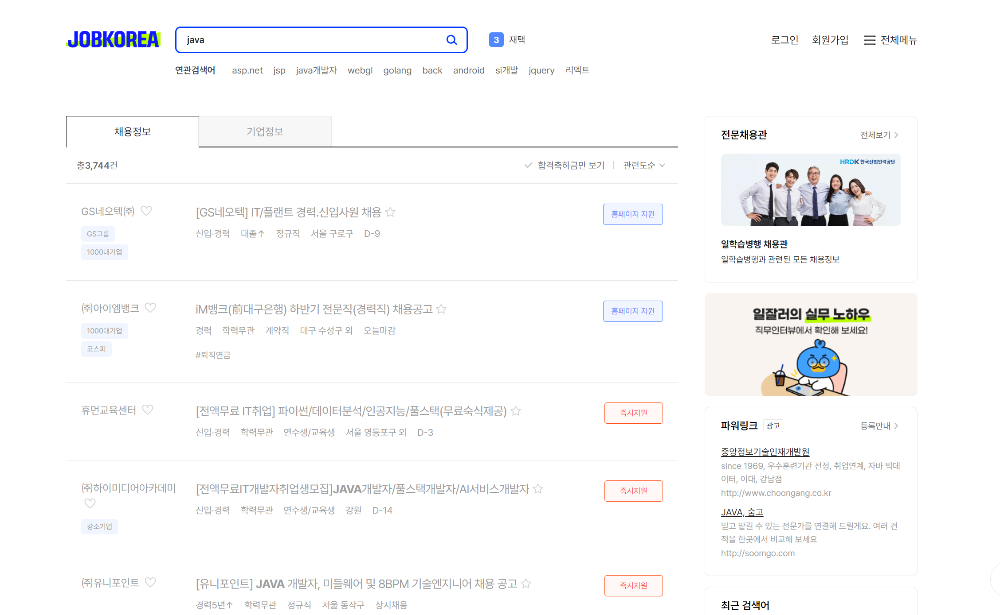 JOBKOREA
java
3 재택
로그인 회원가입 전체메뉴
연관검색어 asp.net jsp java개발자 webgl golang back android si개발 jquery 리엑트
채용정보 기업정보
총3,744건
합격축하금만 보기 관련도순
GS네오텍㈜
GS그룹
1000대기업
[GS네오텍] IT/플랜트 경력.신입사원 채용
신입·경력 대졸↑ 정규직 서울 구로구 D-9
홈페이지 지원
㈜아이엠뱅크
1000대기업
코스피
iM뱅크(前대구은행) 하반기 전문직(경력직) 채용공고
경력 학력무관 계약직 대구 수성구 외 오늘마감
#퇴직연금
홈페이지 지원
휴먼교육센터
[전액무료 IT취업] 파이썬/데이터분석/인공지능/풀스택(무료숙식제공)
신입·경력 학력무관 연수생/교육생 서울 영등포구 외 D-3
즉시지원
㈜하이미디어아카데미
강소기업
[전액무료IT개발자취업생모집]JAVA개발자/풀스택개발자/AI서비스개발자
신입·경력 학력무관 연수생/교육생 강원 D-14
즉시지원
㈜유니포인트
[유니포인트] JAVA 개발자, 미들웨어 및 8BPM 기술엔지니어 채용 공고
경력5년↑ 학력무관 정규직 서울 동작구 상시채용
즉시지원
전문채용관 전체보기
HRDK 한국산업인력공단
일학습병행 채용관
일학습병행과 관련된 모든 채용정보
일잘러의 실무 노하우
직무인터뷰에서 확인해 보세요!
파워링크 광고 등록안내
중앙정보기술인재개발원
since 1969, 우수훈련기관 선정, 취업연계, 자바 빅데
이터, 이대, 강남점
http://www.choongang.co.kr
JAVA, 숨고
믿고 맡길 수 있는 전문가를 연결해 드릴게요. 여러 견
적을 한곳에서 비교해 보세요
http://soomgo.com
최근 검색어